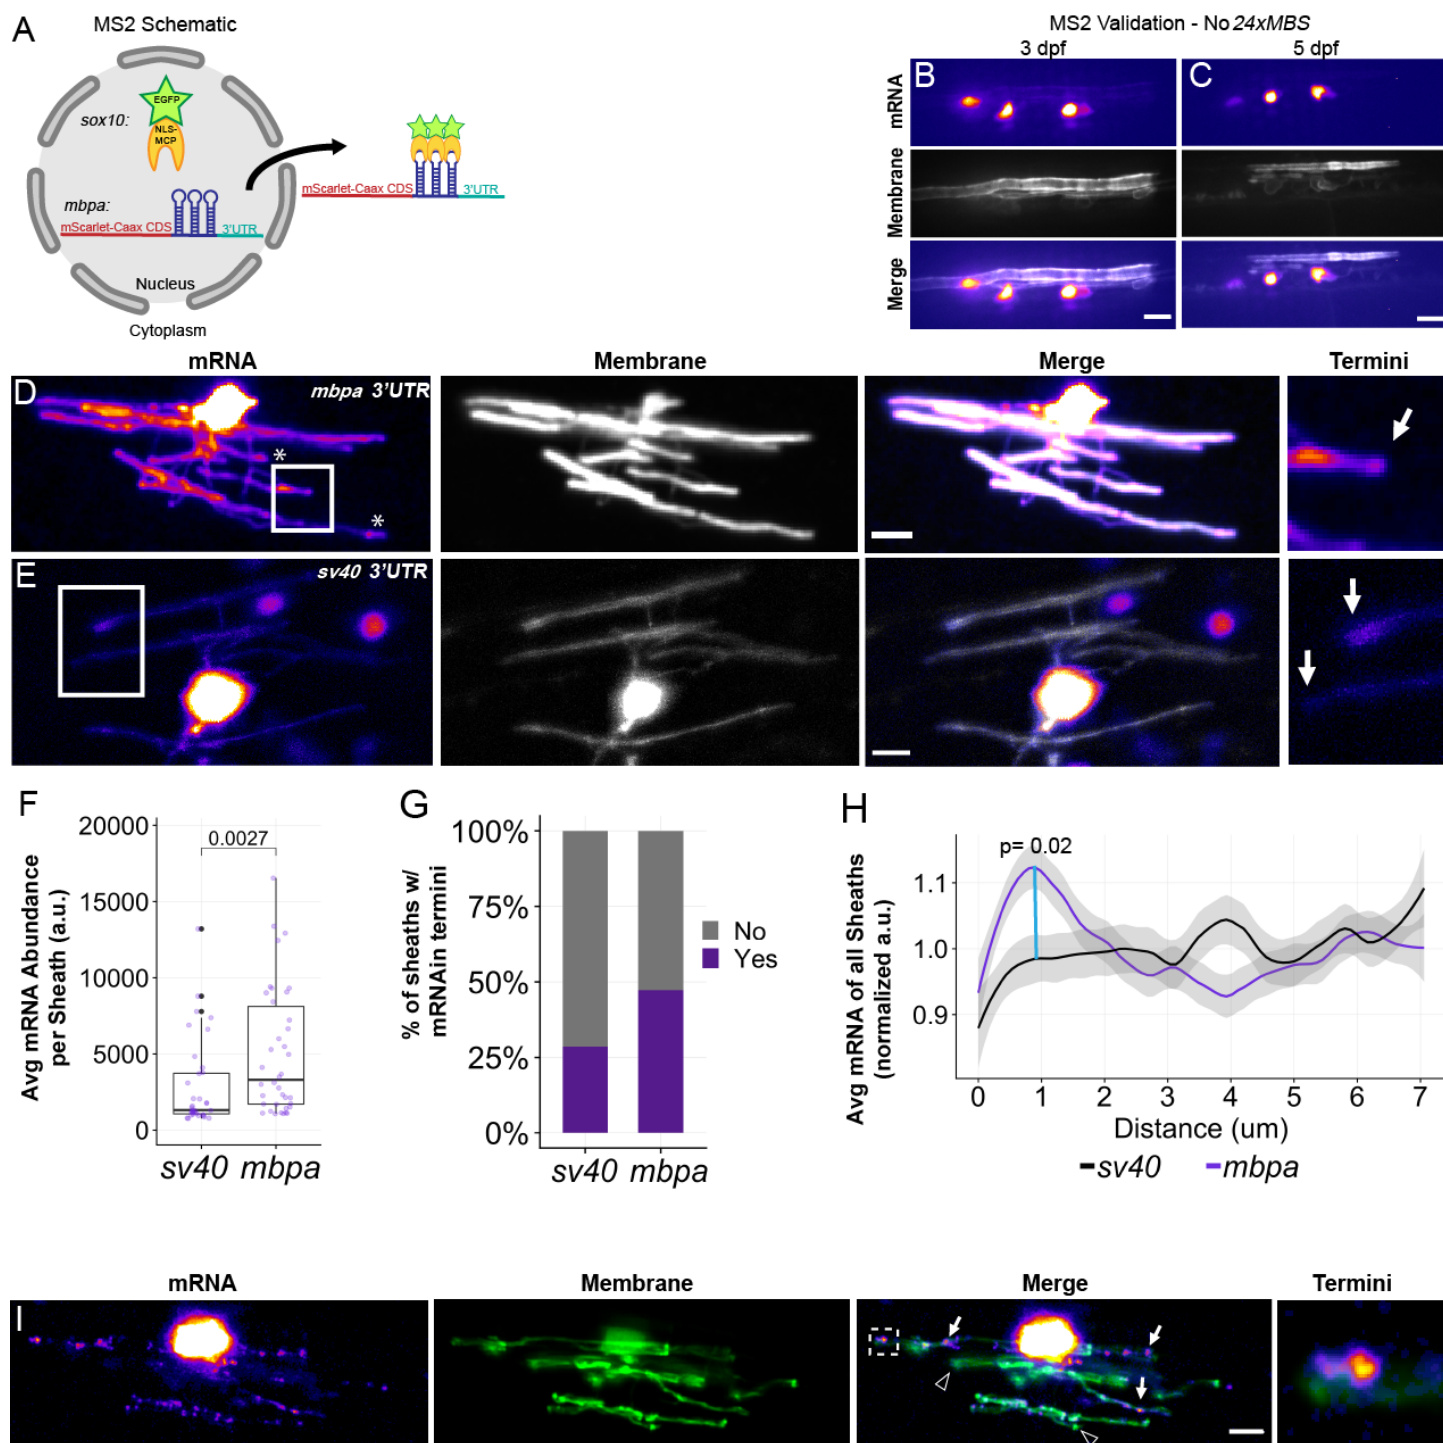 A
MS2 Schematic
EGFP
sox10:
NLS-
MCP
mbpa:
mScarlet-Caax CDS
3'UTR
Nucleus
Cytoplasm
mScarlet-Caax CDS
3'UTR
MS2 Validation - No 24xMBS
3 dpf
5 dpf
B
C
mRNA
Membrane
Merge
mRNA
Membrane
Merge
Termini
D
mbpa 3'UTR
*
*
E
sv40 3'UTR
F
Avg mRNA Abundance
per Sheath (a.u.)
20000
15000
10000
5000
0
0.0027
sv40
mbpa
G
% of sheaths w/
mRNAin termini
100%
75%
50%
25%
0%
sv40
mbpa
No
Yes
H
Avg mRNA of all Sheaths
(normalized a.u.)
p= 0.02
1.1
1.0
0.9
0 1 2 3 4 5 6 7
Distance (um)
sv40
mbpa
mRNA
Membrane
Merge
Termini
I